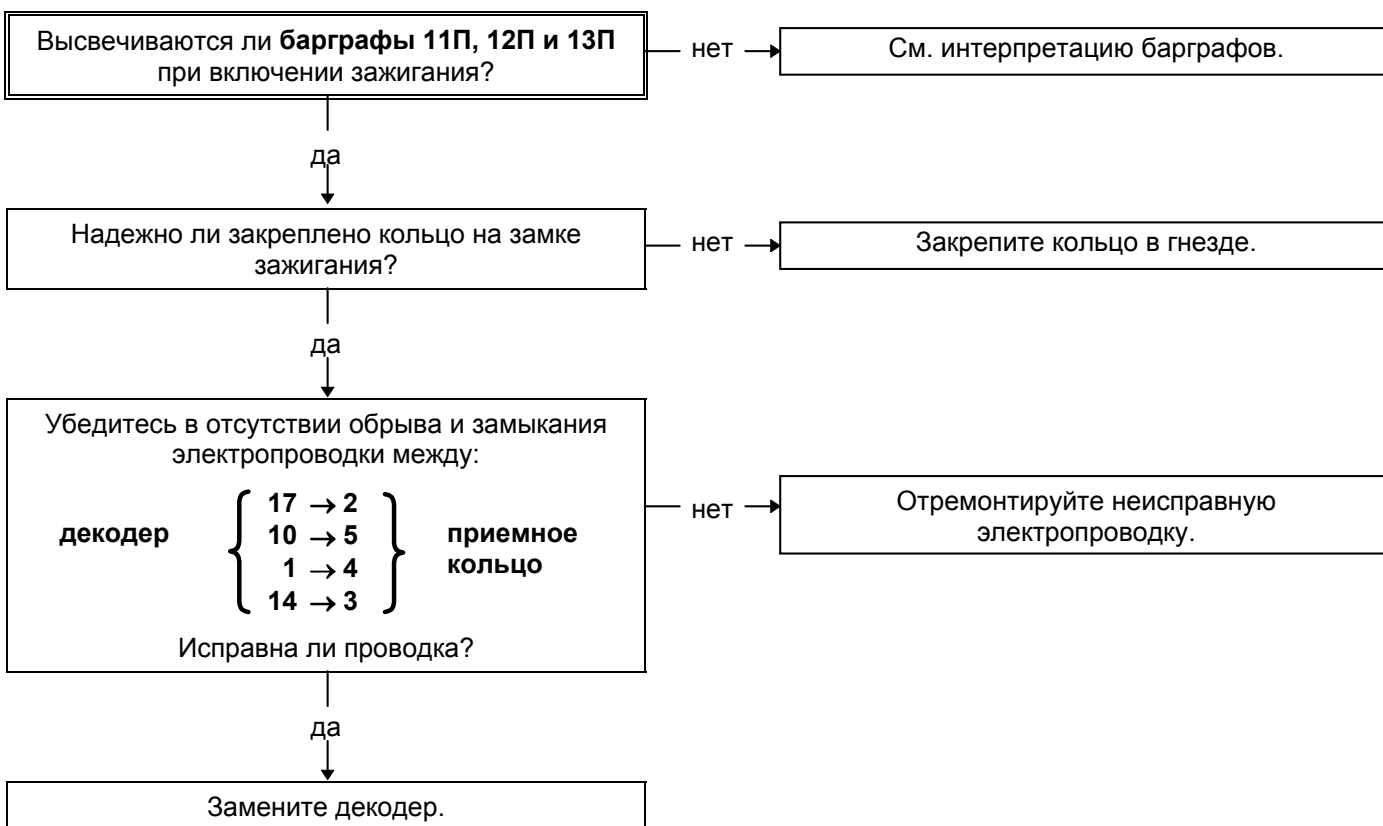 Высвечиваются ли барграфы 11П, 12П и 13П
при включении зажигания?
нет
См. интерпретацию барграфов.
да
Надежно ли закреплено кольцо на замке
зажигания?
нет
Закрепите кольцо в гнезде.
да
Убедитесь в отсутствии обрыва и замыкания
электропроводки между:
декодер
17 → 2
10 → 5
1 → 4
14 → 3
приемное
кольцо
Исправна ли проводка?
нет
Отремонтируйте неисправную
электропроводку.
да
Замените декодер.